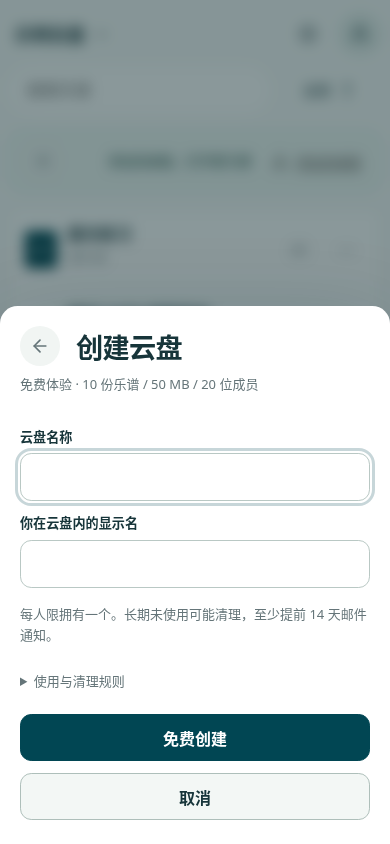 创建云盘
免费体验 · 10 份乐谱 / 50 MB / 20 位成员
云盘名称
你在云盘内的显示名
每人限拥有一个。长期未使用可能清理，至少提前 14 天邮件
通知。
▶ 使用与清理规则
免费创建
取消